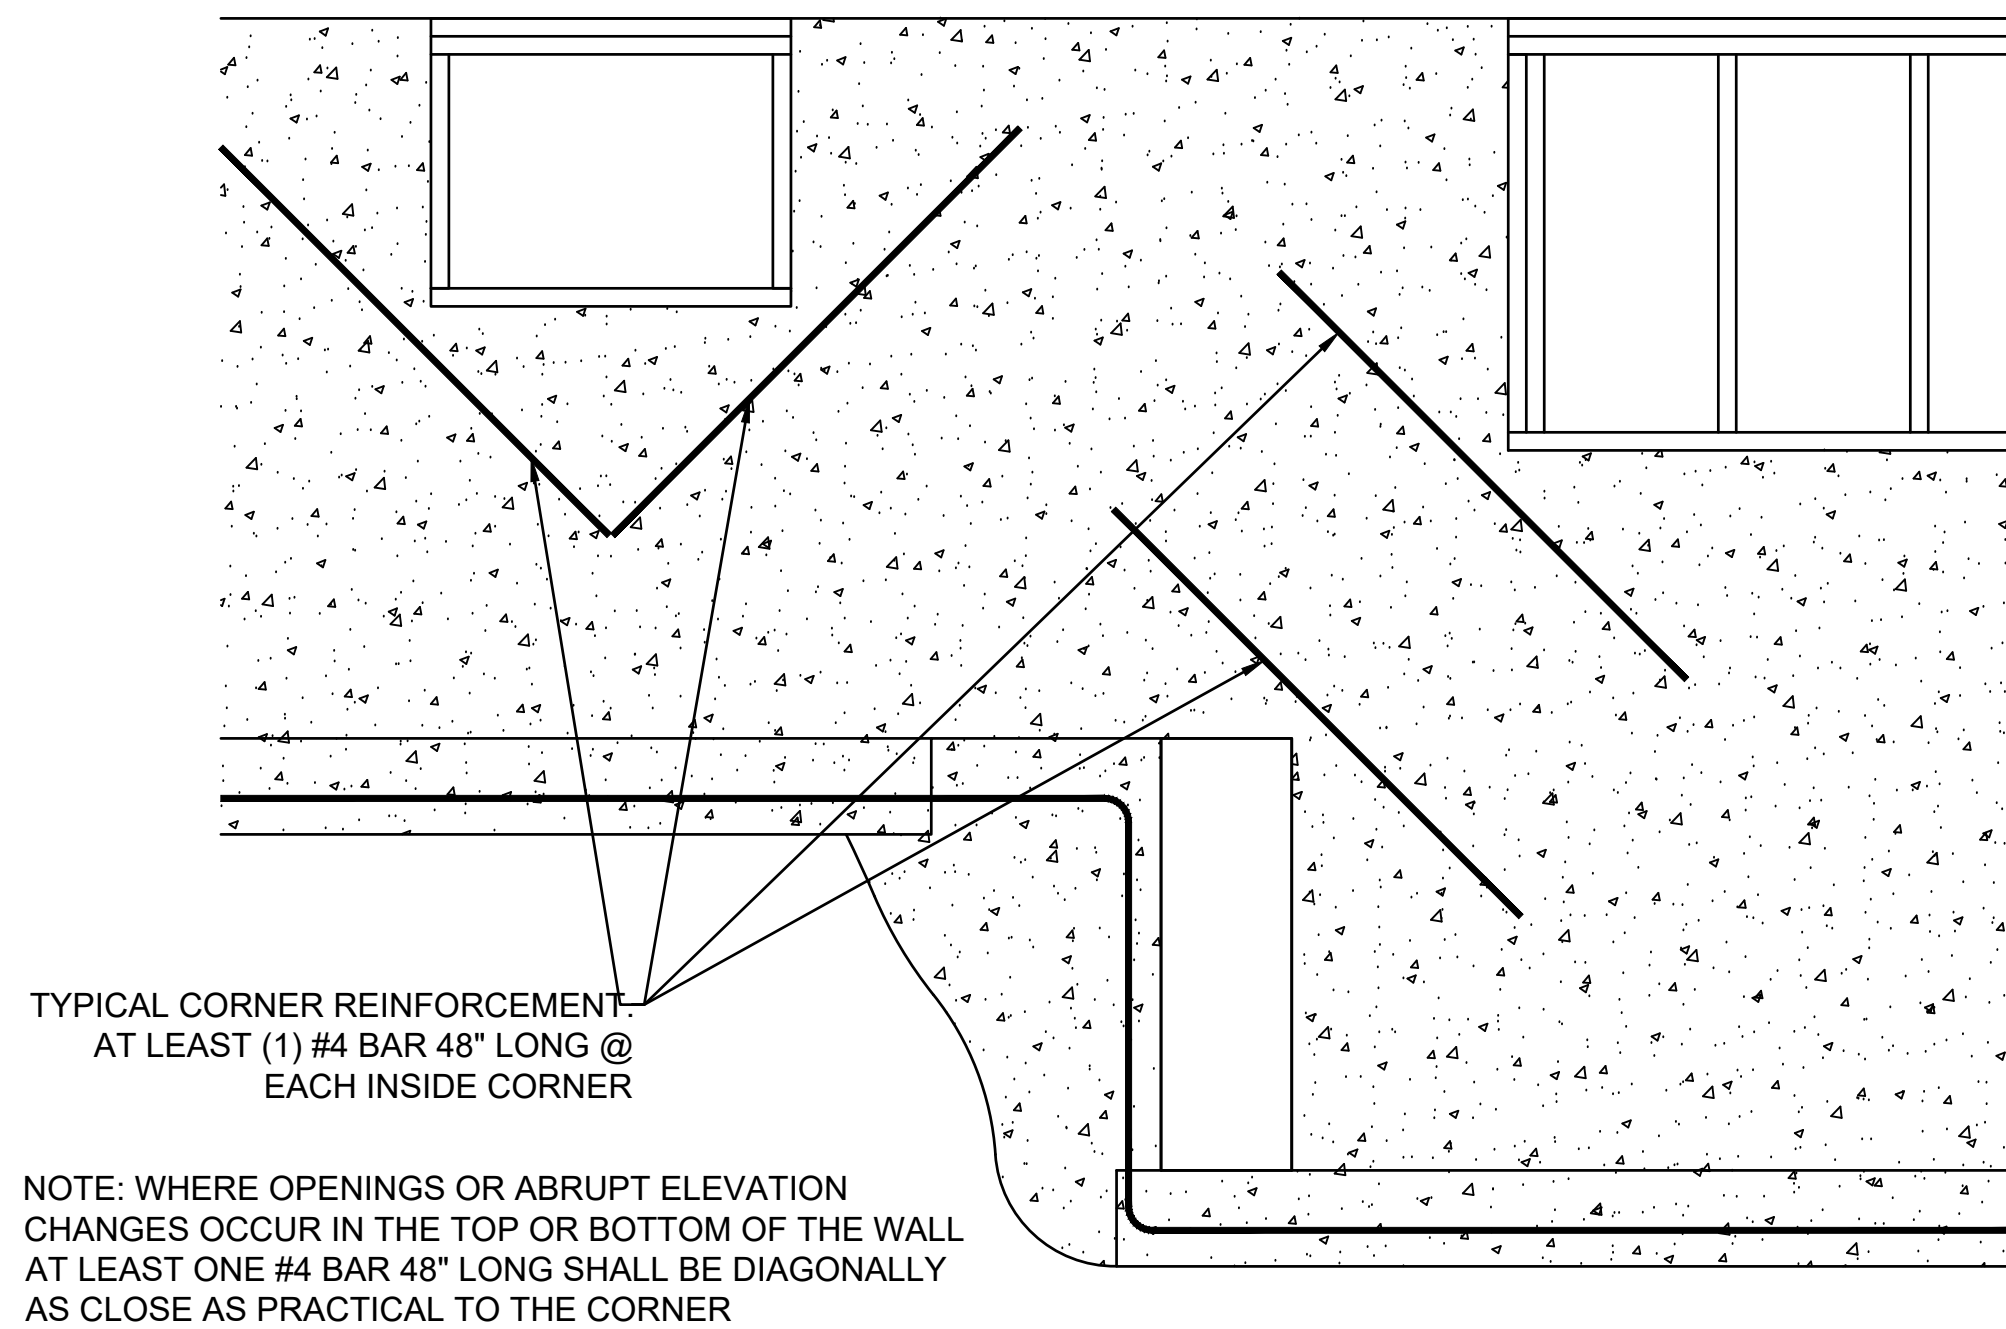 TYPICAL CORNER REINFORCEMENT:
AT LEAST (1) #4 BAR 48" LONG @
EACH INSIDE CORNER
NOTE: WHERE OPENINGS OR ABRUPT ELEVATION
CHANGES OCCUR IN THE TOP OR BOTTOM OF THE WALL
AT LEAST ONE #4 BAR 48" LONG SHALL BE DIAGONALLY
AS CLOSE AS PRACTICAL TO THE CORNER